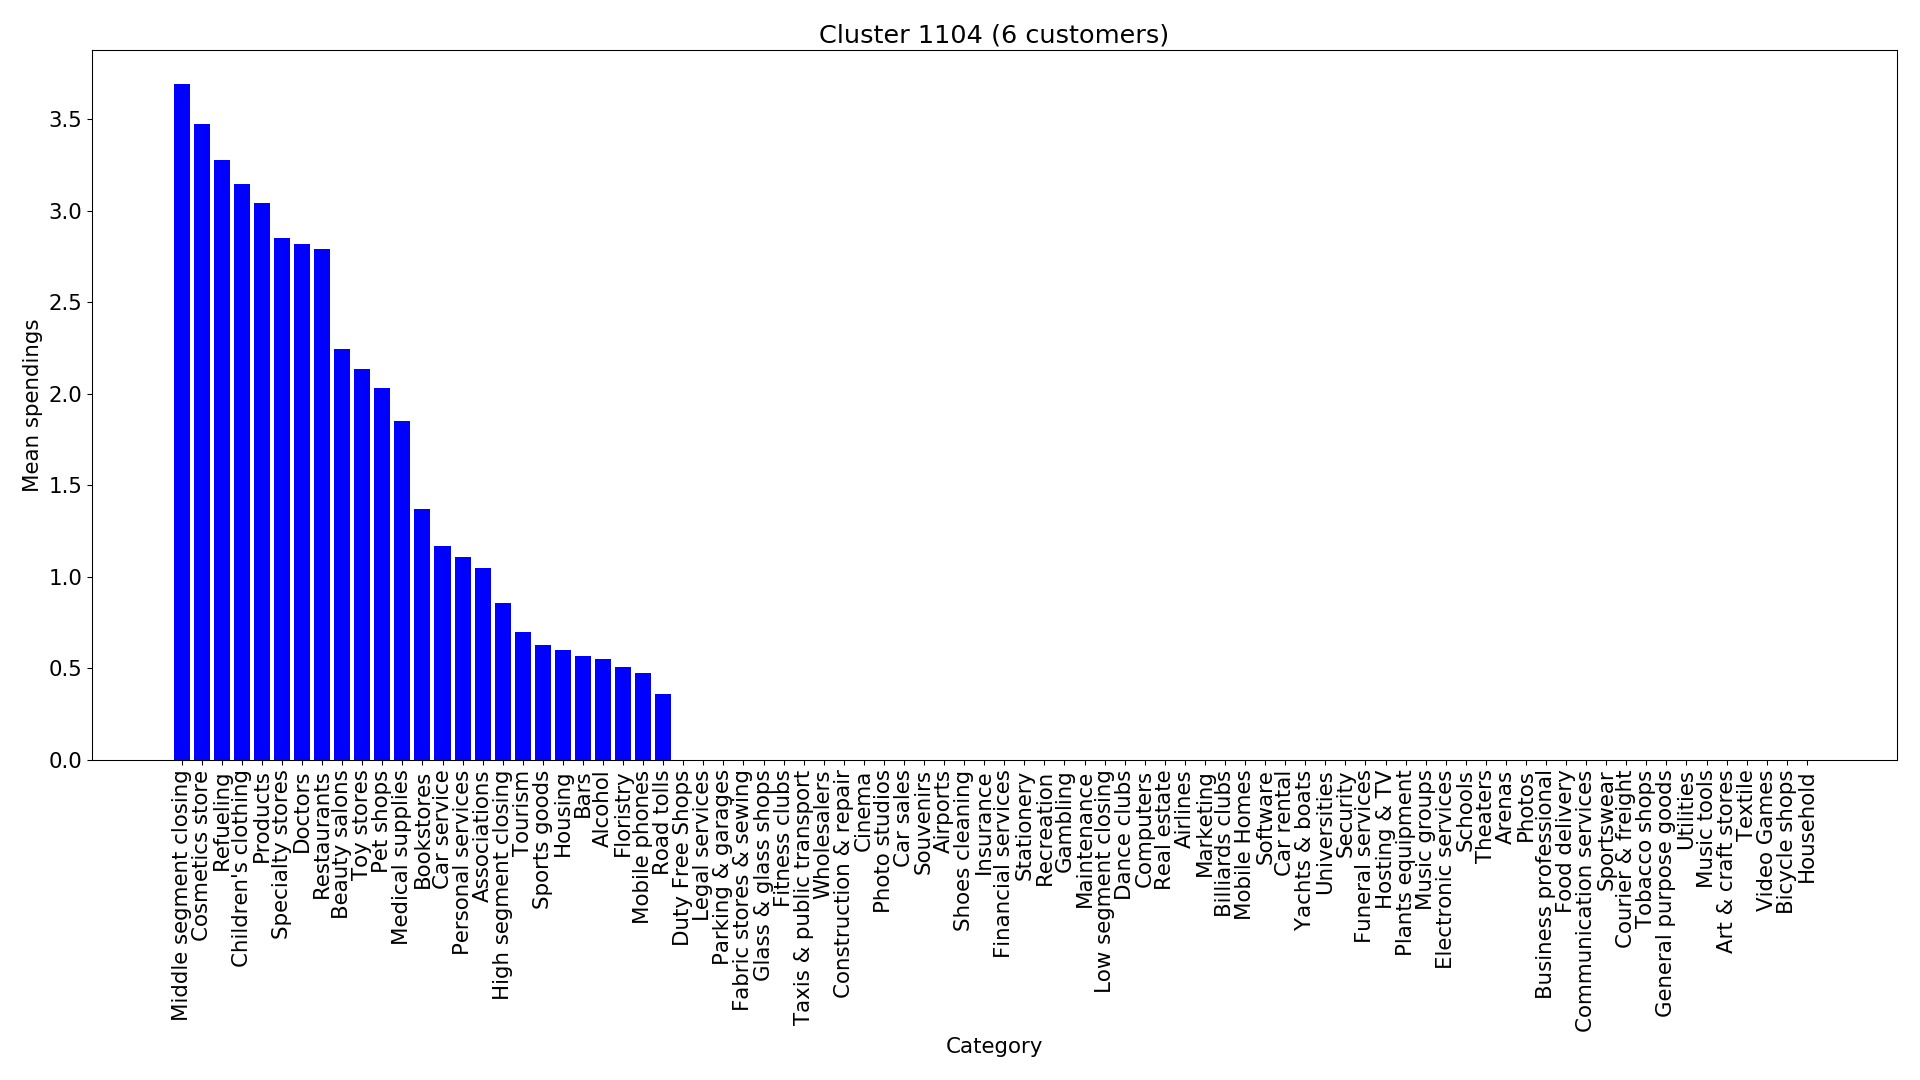 Cluster 1104 (6 customers)
Mean spendings
3.5
3.0
2.5
2.0
1.5
1.0
0.5
0.0
Middle segment closing
Cosmetics store
Refueling
Children's clothing
Products
Specialty stores
Doctors
Restaurants
Beauty salons
Toy stores
Pet shops
Medical supplies
Bookstores
Car service
Personal services
Associations
High segment closing
Tourism
Sports goods
Housing
Bars
Alcohol
Floristry
Mobile phones
Road tolls
Duty Free Shops
Legal services
Parking & garages
Fabric stores & sewing
Glass & glass shops
Fitness clubs
Taxis & public transport
Wholesalers
Construction & repair
Cinema
Photo studios
Car sales
Souvenirs
Airports
Shoes cleaning
Insurance
Financial services
Stationery
Recreation
Gambling
Maintenance
Low segment closing
Dance clubs
Computers
Real estate
Airlines
Marketing
Billiards clubs
Mobile Homes
Software
Car rental
Yachts & boats
Universities
Security
Funeral services
Hosting & TV
Plants equipment
Music groups
Electronic services
Schools
Theaters
Arenas
Photos
Business professional
Food delivery
Communication services
Sportswear
Courier & freight
Tobacco shops
General purpose goods
Utilities
Music tools
Art & craft stores
Textile
Video Games
Bicycle shops
Household
Category